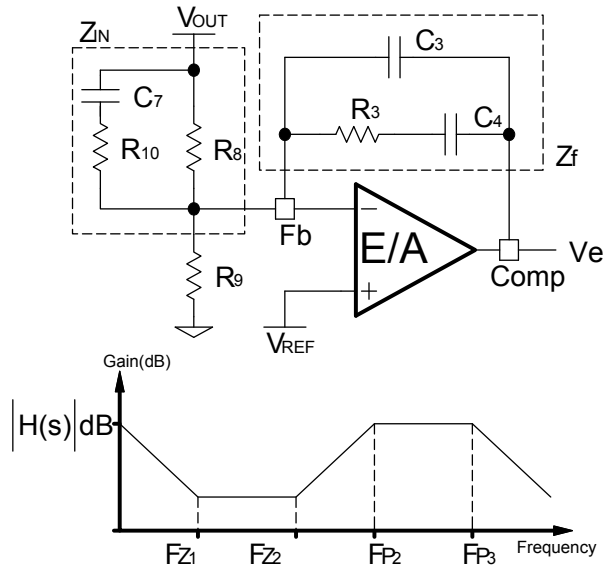 VOUT
ZIN
C3
C7
R3
C4
R10
R8
Zf
Fb
E/A
Ve
Comp
R9
VREF
Gain(dB)
|H(s)|dB
FZ1
FZ2
FP2
FP3
Frequency